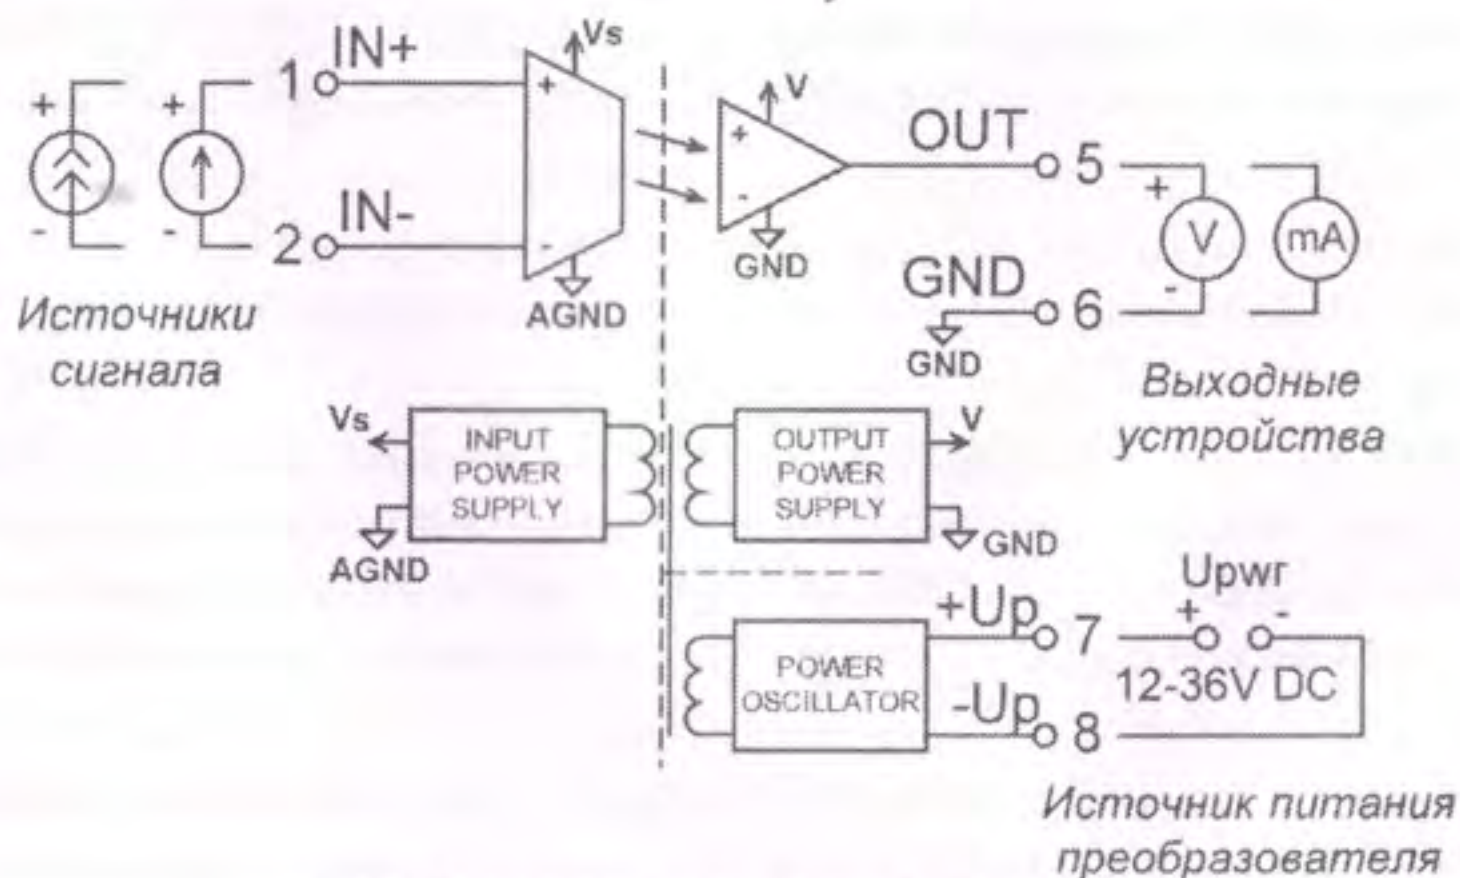 Vs
1 IN+
+
+ +
V
+
OUT 5
+
- - 2 IN-
-
-
V mA
-
GND
AGND
GND 6
GND
Источники
сигнала
Выходные
устройства
Vs
INPUT
POWER
SUPPLY
AGND
OUTPUT
POWER
SUPPLY
V
GND
Upwr
+ -
+Up 7
POWER
OSCILLATOR
12-36V DC
-Up 8
Источник питания
преобразователя